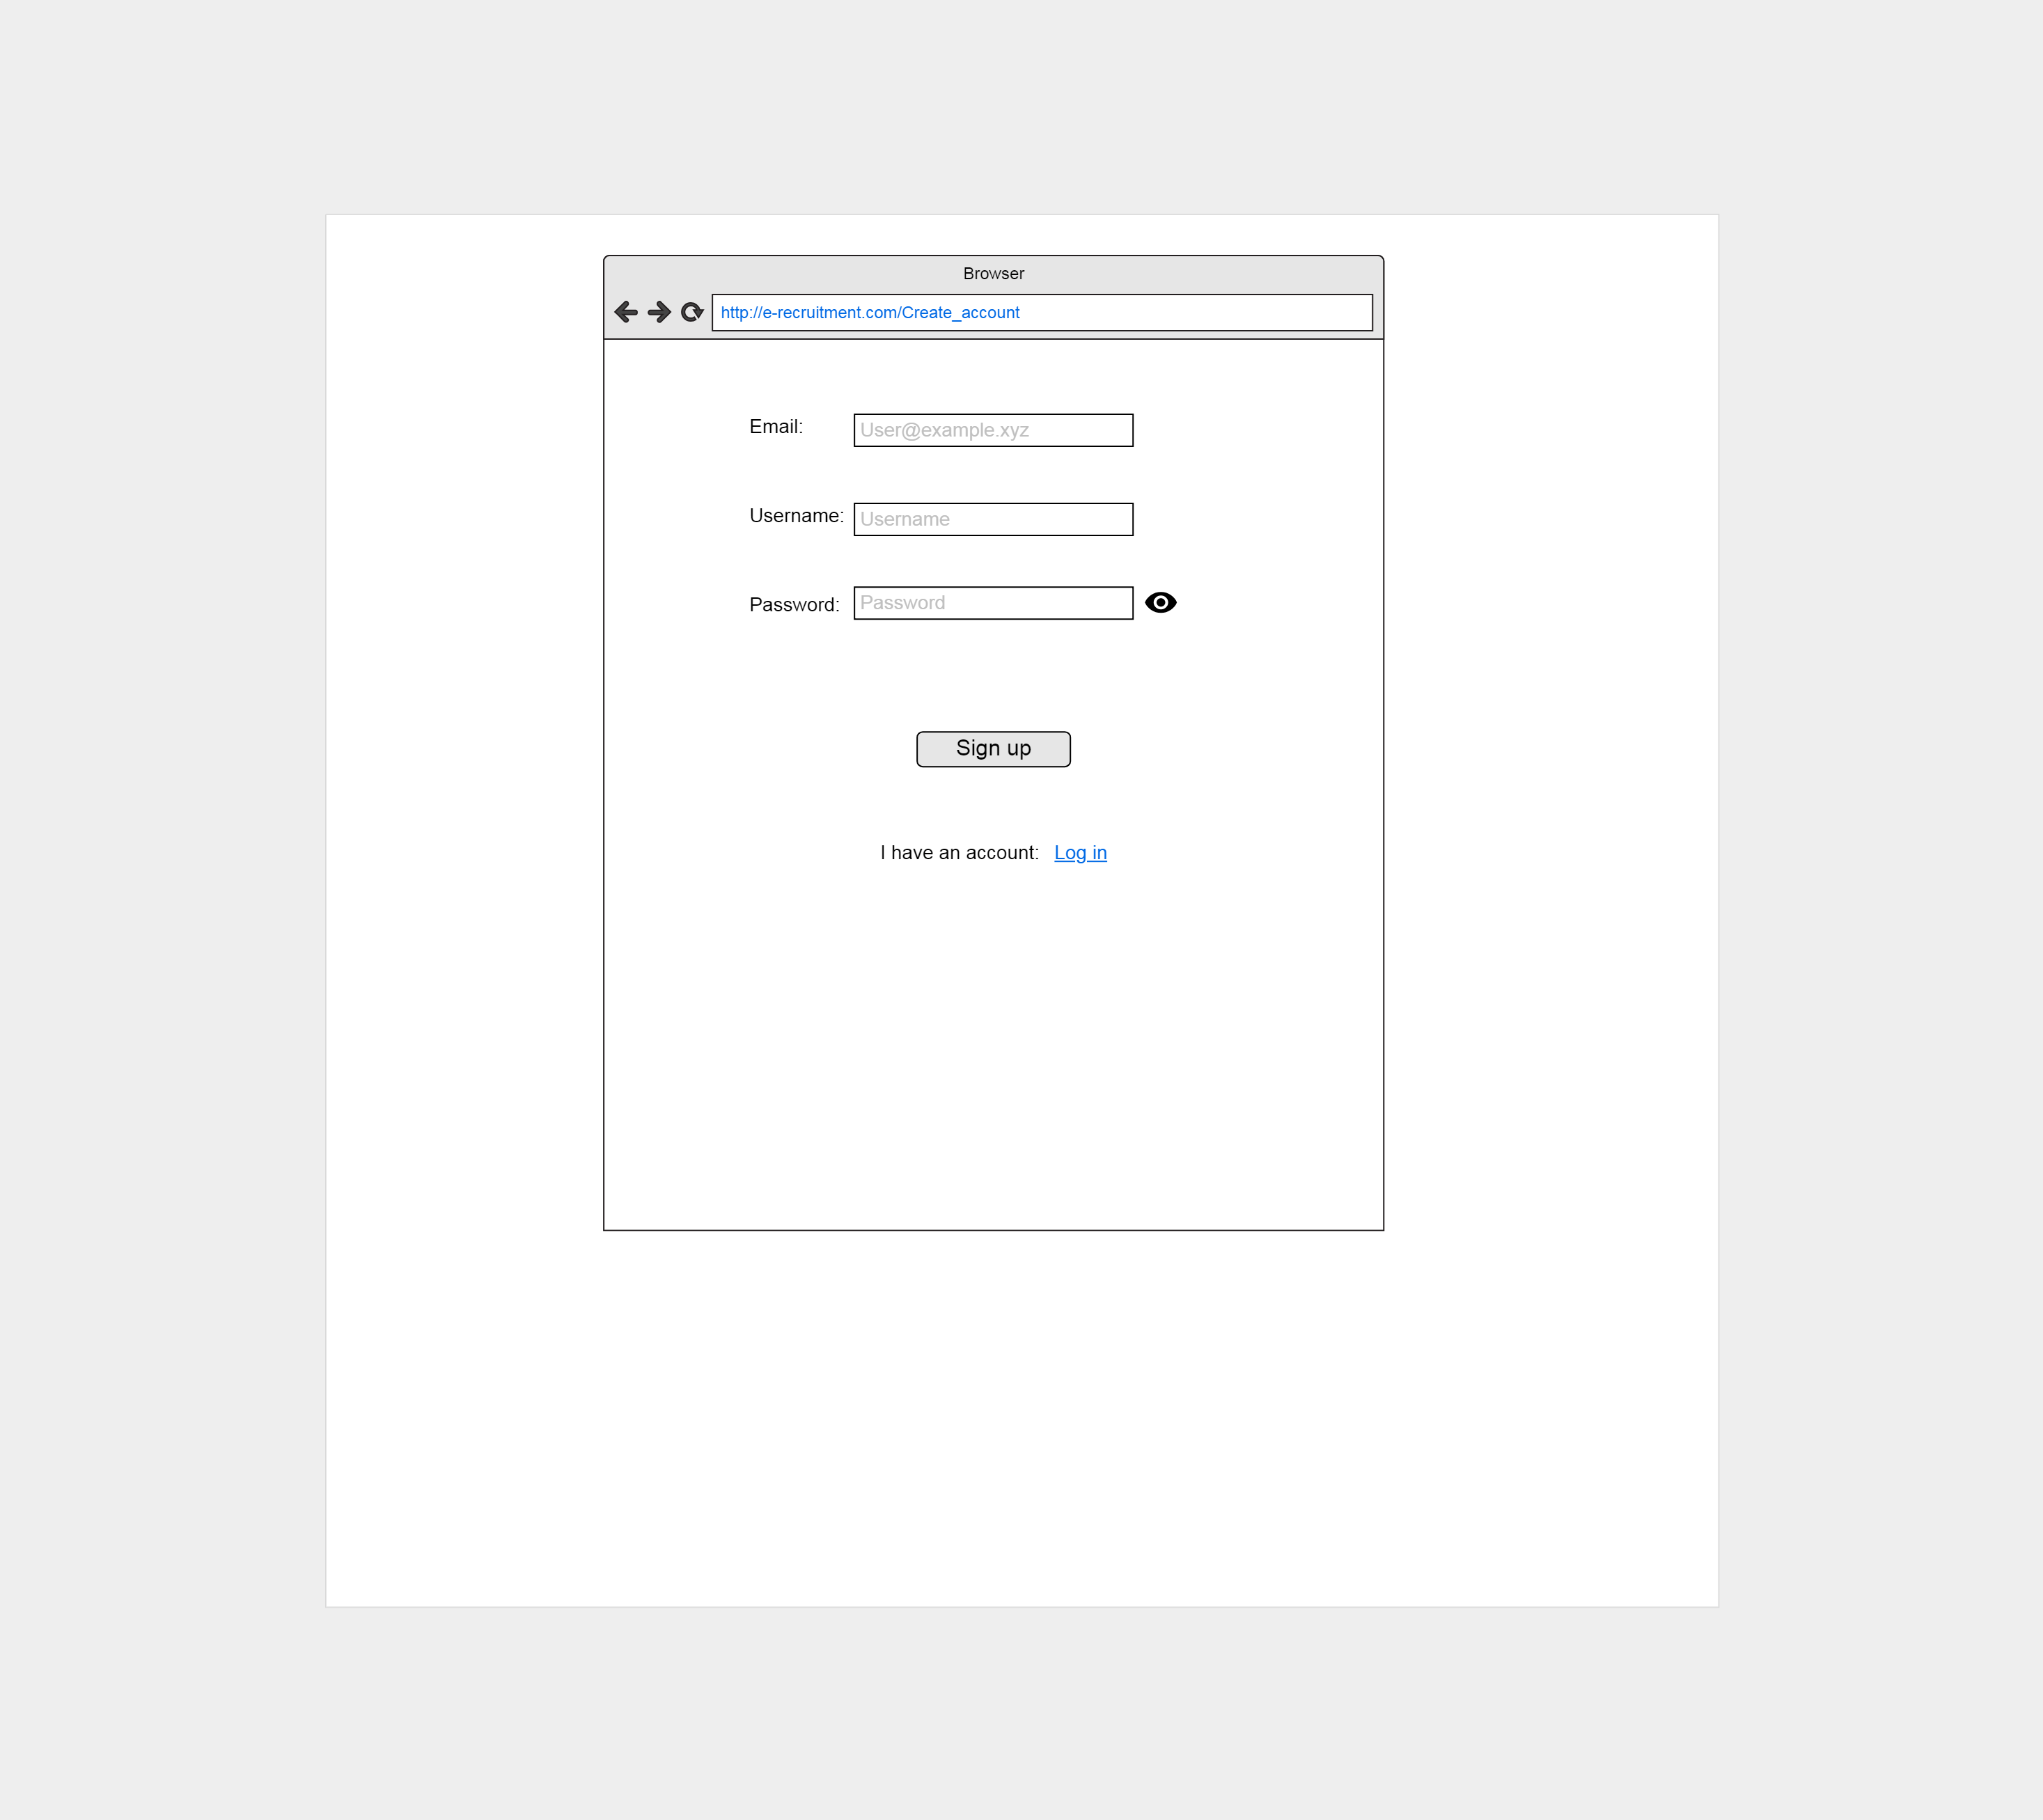 Browser
http://e-recruitment.com/Create_account
Email: User@example.xyz
Username: Username
Password: Password
Sign up
I have an account: Log in